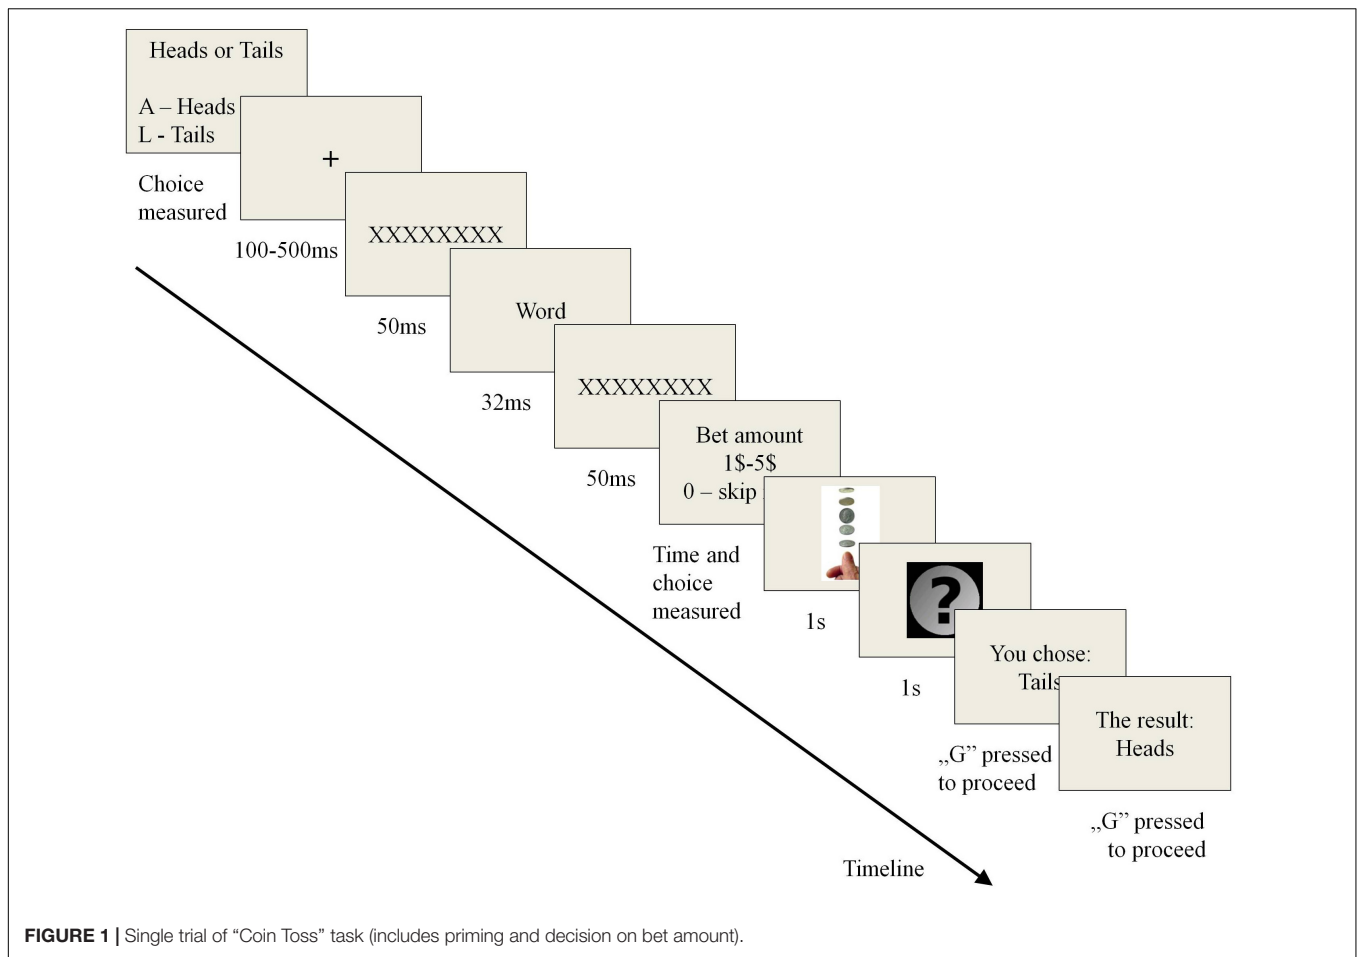 Heads or Tails
A – Heads
L - Tails
Choice
measured
+
100-500ms
XXXXXXXX
50ms
Word
32ms
XXXXXXXX
50ms
Bet amount
1$-5$
0 – skip
Time and
choice
measured
1s
?
1s
You chose:
Tails
„G” pressed
to proceed
The result:
Heads
„G” pressed
to proceed
Timeline
FIGURE 1 | Single trial of “Coin Toss” task (includes priming and decision on bet amount).